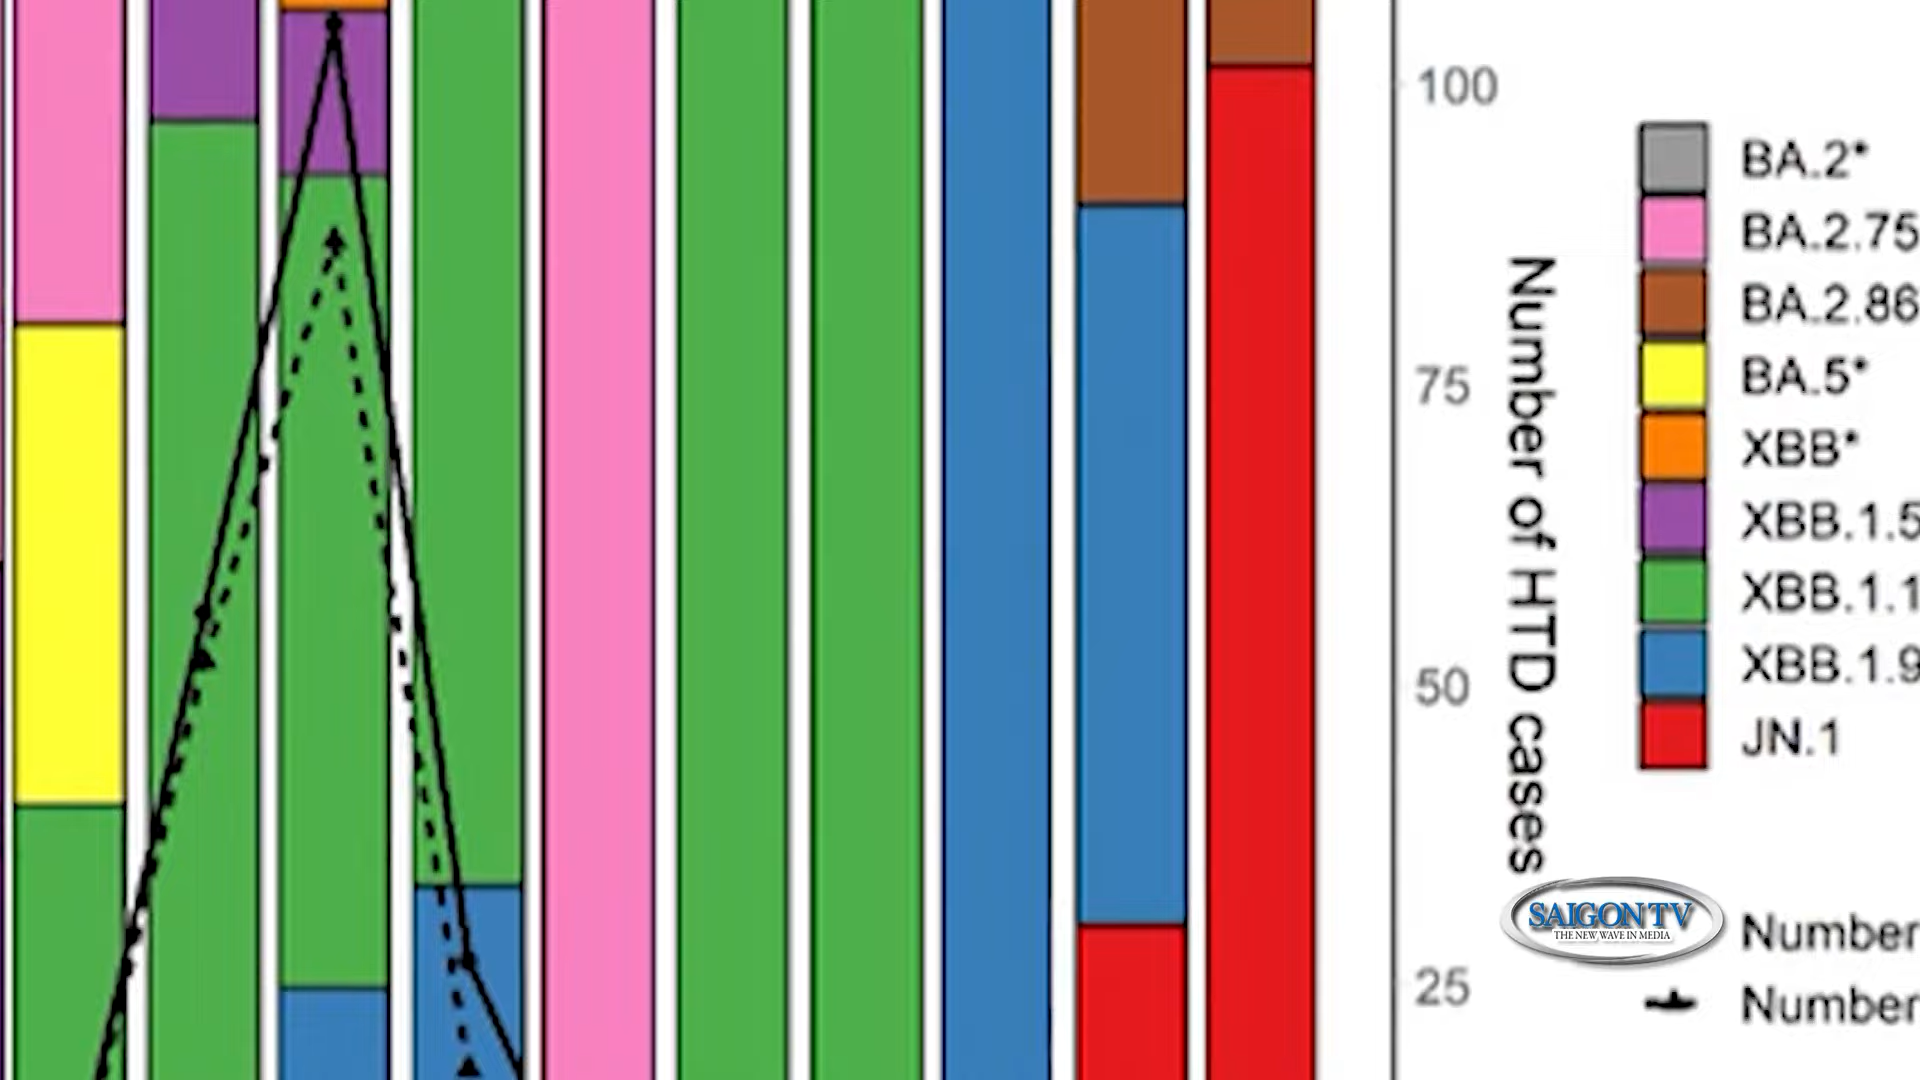 100
75
50
25
Number of HTD cases
BA.2*
BA.2.75
BA.2.86
BA.5*
XBB*
XBB.1.5
XBB.1.1
XBB.1.9
JN.1
SAIGON TV
THE NEW WAVE IN MEDIA
Number
Number